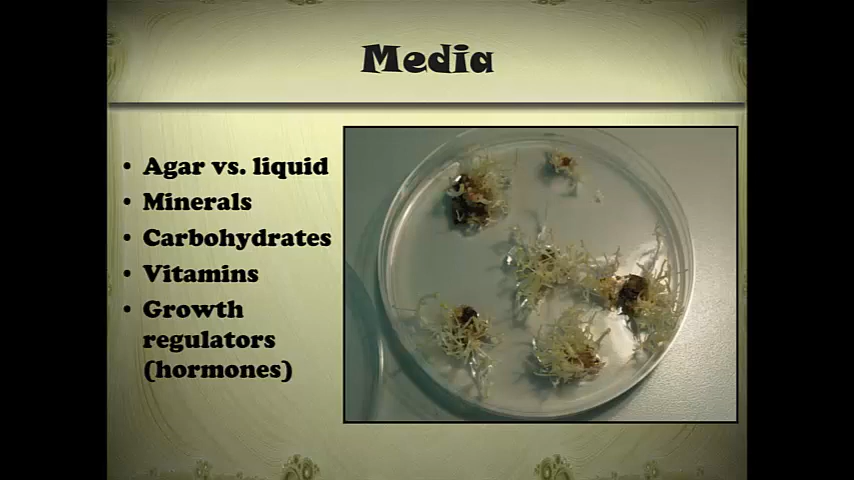 Media
• Agar vs. liquid
• Minerals
• Carbohydrates
• Vitamins
• Growth
regulators
(hormones)